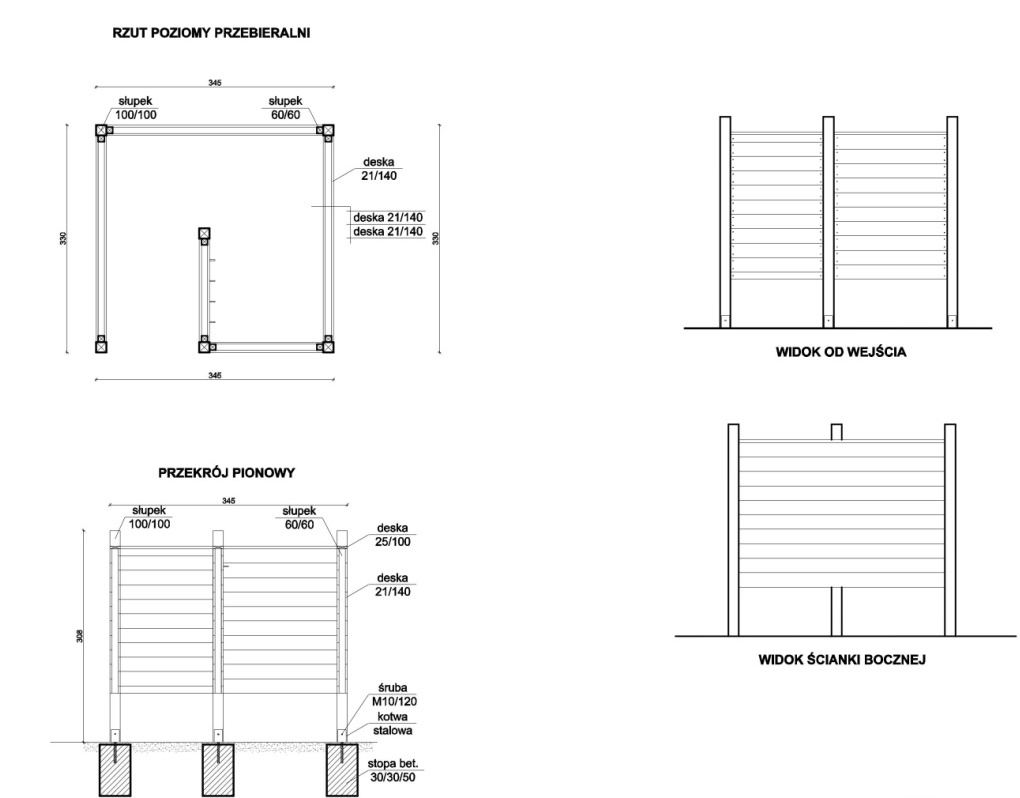 RZUT POZIOMY PRZEBIERALNI
345
słupek
100/100
słupek
60/60
deska
21/140
deska 21/140
deska 21/140
330
330
345
WIDOK OD WEJŚCIA
PRZEKRÓJ PIONOWY
345
słupek
100/100
słupek
60/60
deska
25/100
deska
21/140
308
śruba
M10/120
kotwa
stalowa
stopa bet.
30/30/50
WIDOK ŚCIANKI BOCZNEJ